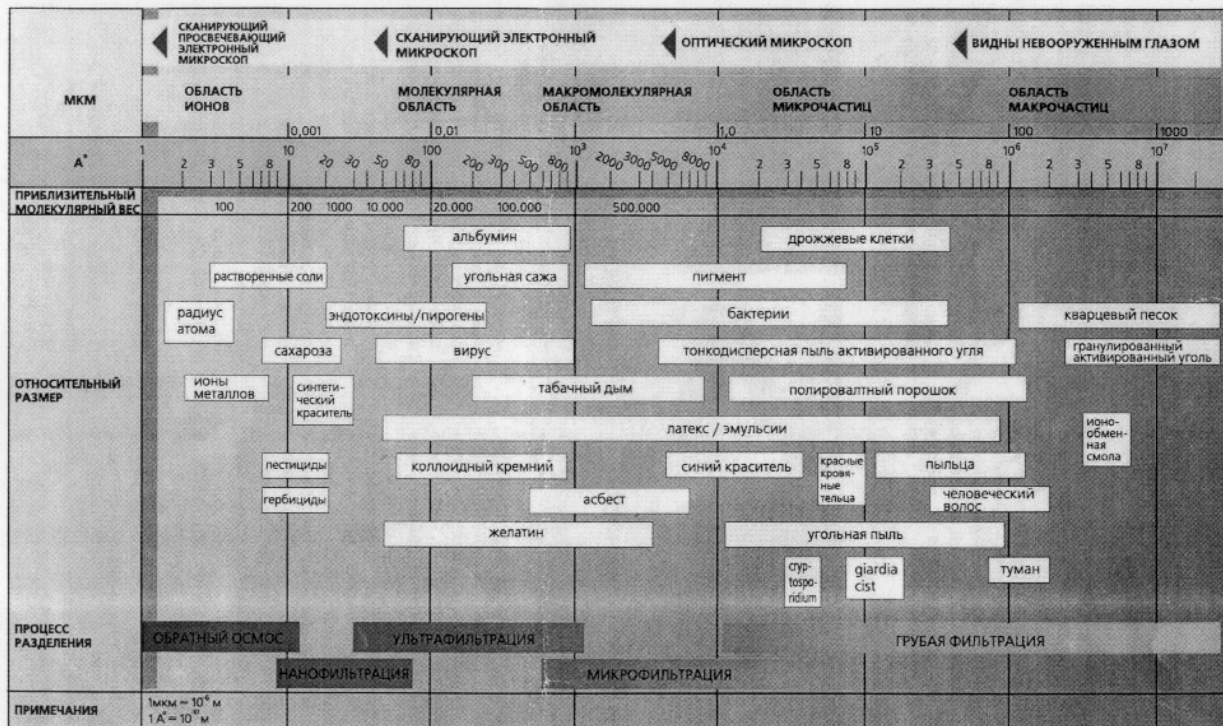 СКАНИРУЮЩИЙ
ПРОСВЕЧЕВАЮЩИЙ
ЭЛЕКТРОННЫЙ
МИКРОСКОП
СКАНИРУЮЩИЙ ЭЛЕКТРОННЫЙ
МИКРОСКОП
ОПТИЧЕСКИЙ МИКРОСКОП
ВИДНЫ НЕВООРУЖЕННЫМ ГЛАЗОМ
МКМ
ОБЛАСТЬ
ИОНОВ
МОЛЕКУЛЯРНАЯ
ОБЛАСТЬ
МАКРОМОЛЕКУЛЯРНАЯ
ОБЛАСТЬ
ОБЛАСТЬ
МИКРОЧАСТИЦ
ОБЛАСТЬ
МАКРОЧАСТИЦ
0,001 0,01 0,1 1,0 10 100 1000
А° 1 10 10² 10³ 10⁴ 10⁵ 10⁶ 10⁷
2 3 5 8 20 30 50 80 200 300 500 800 2000 3000 5000 8000 2 3 5 8 2 3 5 8 2 3 5 8
ПРИБЛИЗИТЕЛЬНЫЙ
МОЛЕКУЛЯРНЫЙ ВЕС
100 200 1000 10.000 20.000 100.000 500.000
альбумин
дрожжевые клетки
растворенные соли
угольная сажа
пигмент
радиус
атома
эндотоксины/пирогены
бактерии
кварцевый песок
сахароза
вирус
тонкодисперсная пыль активированного угля
гранулированный
активированный уголь
ОТНОСИТЕЛЬНЫЙ
РАЗМЕР
ионы
металлов
синтети-
ческий
краситель
табачный дым
полировалтный порошок
латекс / эмульсии
ионо-
обмен-
ная
смола
пестициды
коллоидный кремний
синий краситель
красные
кровя-
ные
тельца
пыльца
гербициды
асбест
человеческий
волос
желатин
угольная пыль
cryp-
tospo-
ridium
giardia
cist
туман
ПРОЦЕСС
РАЗДЕЛЕНИЯ
ОБРАТНЫЙ ОСМОС
УЛЬТРАФИЛЬТРАЦИЯ
ГРУБАЯ ФИЛЬТРАЦИЯ
НАНОФИЛЬТРАЦИЯ
МИКРОФИЛЬТРАЦИЯ
ПРИМЕЧАНИЯ
1мкм = 10⁻⁶ м
1 А° = 10⁻¹⁰ м